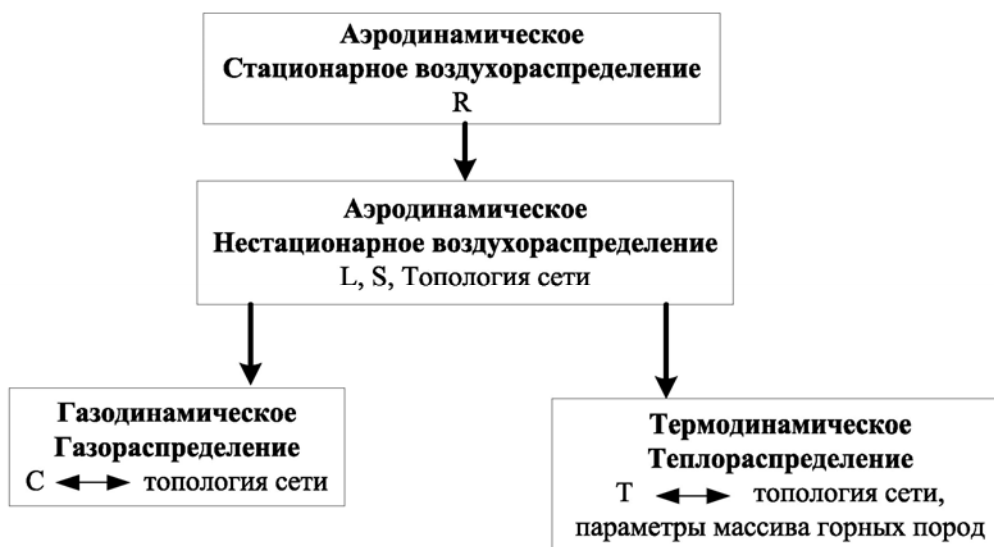 Аэродинамическое
Стационарное воздухораспределение
R
Аэродинамическое
Нестационарное воздухораспределение
L, S, Топология сети
Газодинамическое
Газораспределение
C ↔ топология сети
Термодинамическое
Теплораспределение
T ↔ топология сети,
параметры массива горных пород